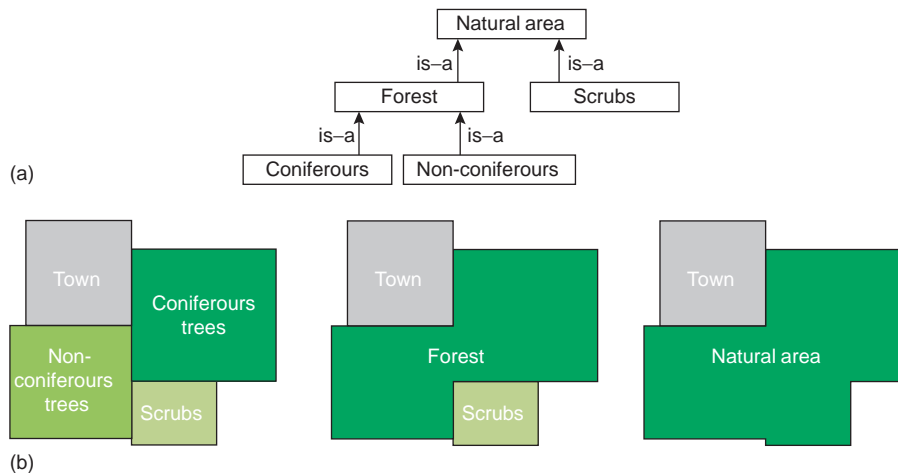 Natural area
is–a
is–a
Forest
Scrubs
is–a
is–a
Coniferours
Non-coniferours
(a)
Town
Coniferours
trees
Non-
coniferours
trees
Scrubs
Town
Forest
Scrubs
Town
Natural area
(b)